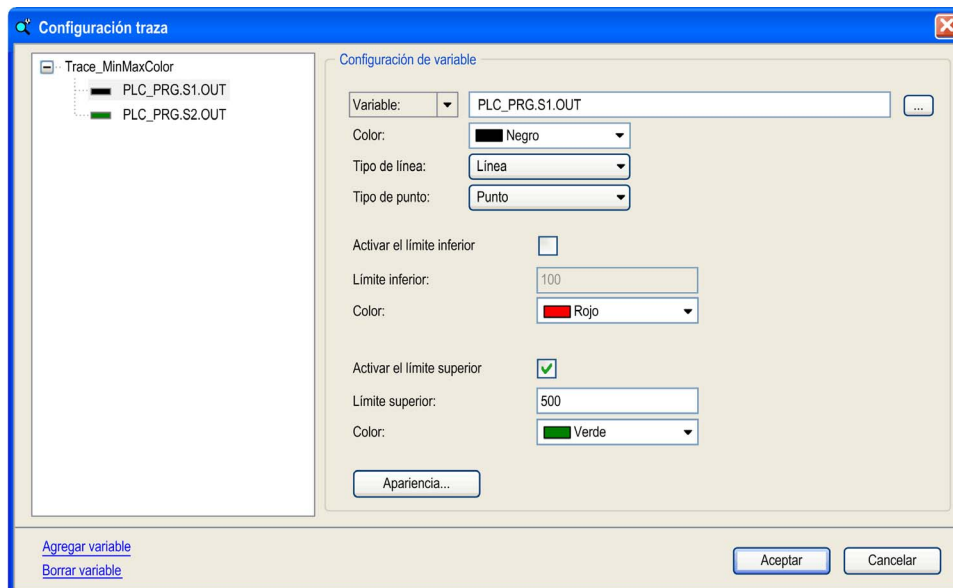 Configuración traza
Trace_MinMaxColor
PLC_PRG.S1.OUT
PLC_PRG.S2.OUT
Configuración de variable
Variable: PLC_PRG.S1.OUT ...
Color: Negro
Tipo de línea: Línea
Tipo de punto: Punto
Activar el límite inferior
Límite inferior: 100
Color: Rojo
Activar el límite superior
Límite superior: 500
Color: Verde
Apariencia...
Agregar variable
Borrar variable
Aceptar Cancelar